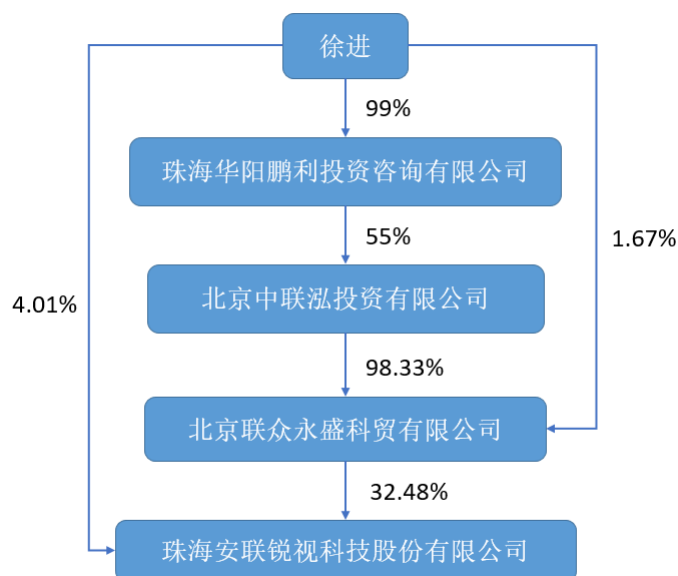 徐进
99%
珠海华阳鹏利投资咨询有限公司
55%
1.67%
北京中联泓投资有限公司
4.01%
98.33%
北京联众永盛科贸有限公司
32.48%
珠海安联锐视科技股份有限公司